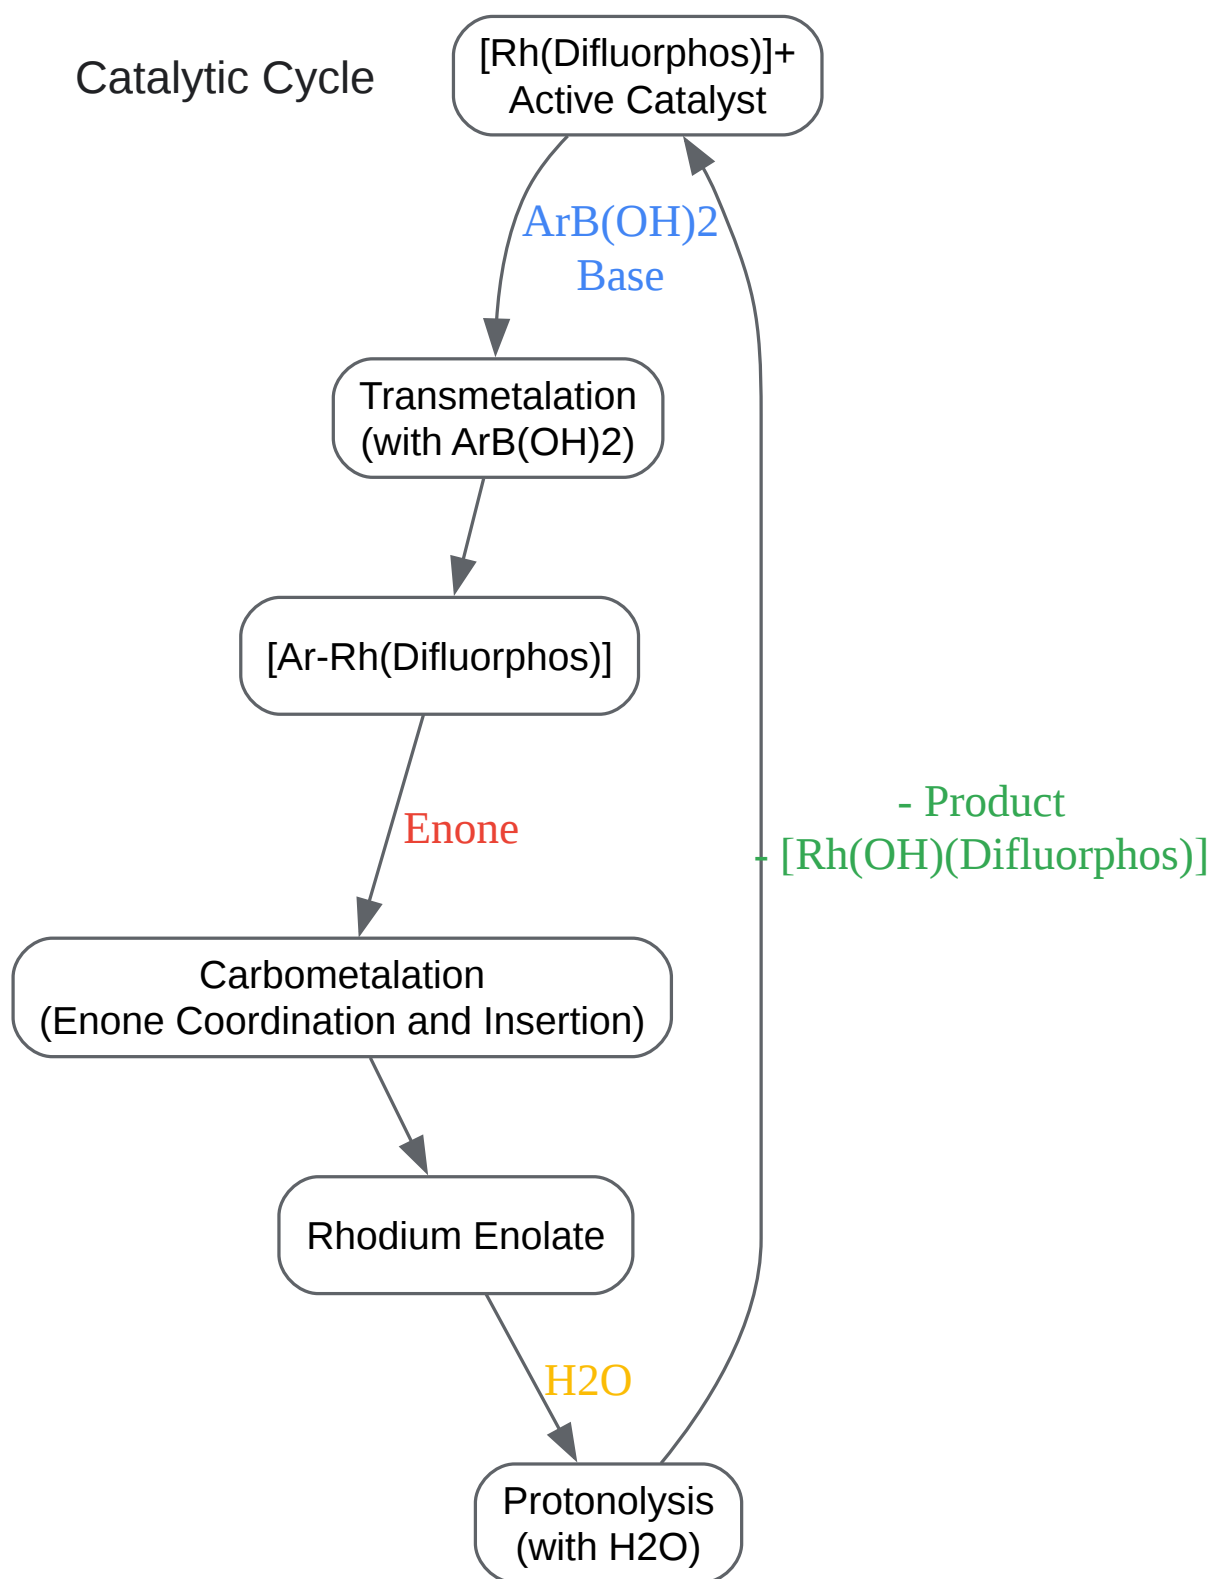 Catalytic Cycle
[Rh(Difluorphos)]+
Active Catalyst
ArB(OH)2
Base
Transmetalation
(with ArB(OH)2)
[Ar-Rh(Difluorphos)]
- Product
- [Rh(OH)(Difluorphos)]
Enone
Carbometalation
(Enone Coordination and Insertion)
Rhodium Enolate
H2O
Protonolysis
(with H2O)